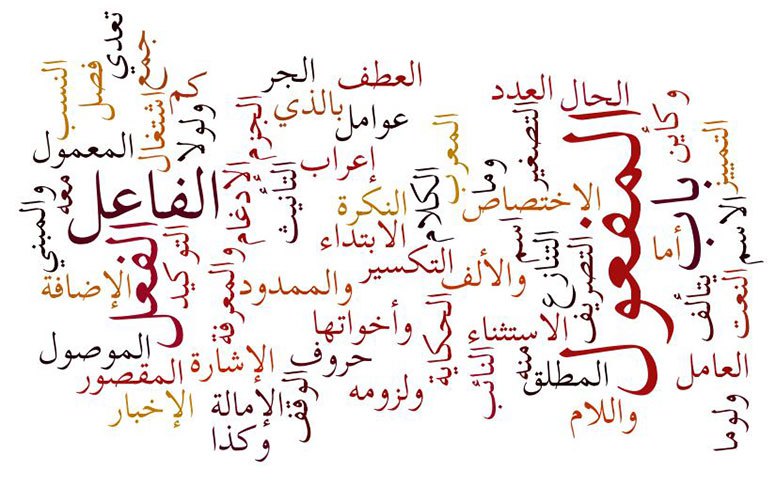 تعدي
جمع
فصل
النسب
كم
اشتغال
ولولا
الجر
العطف
بالذي
عوامل
الجزم
إعراب
المعمول
المعرب
العدد
الحال
وكأين
التصغير
التمييز
المفعول
باب
الاسم
أما
يتألف
النعت
العامل
ولوما
وما
الاختصاص
الكلام
النكرة
التأنيث
الإدغام
الابتداء
التكسير
والألف
اسم
التنازع
التصريف
الاستثناء
منه
المطلق
واللام
النائب
الحكاية
وأخواتها
حروف
ولزومه
الوقف
والممدود
والمعرفة
الفاعل
معه
والمبني
الفعل
التوكيد
الإضافة
الموصول
المقصور
الإشارة
الإخبار
الإمالة
وكذا